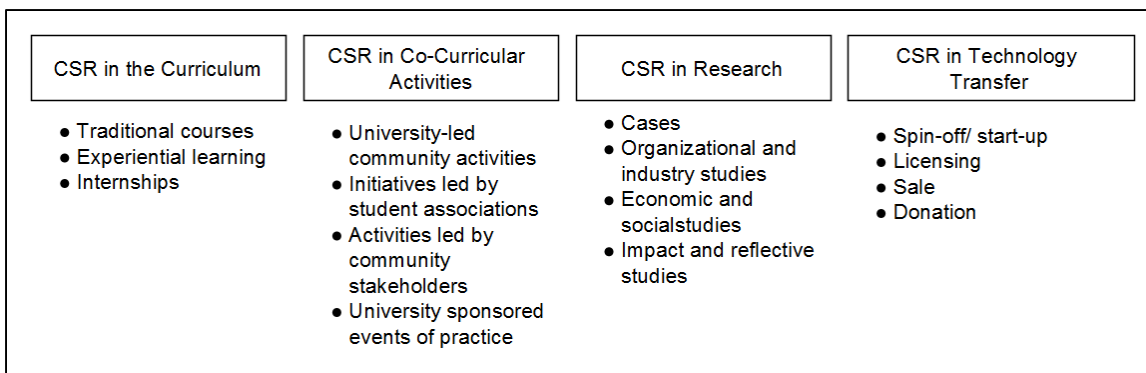 CSR in the Curriculum
● Traditional courses
● Experiential learning
● Internships
CSR in Co-Curricular
Activities
● University-led
community activities
● Initiatives led by
student associations
● Activities led by
community
stakeholders
● University sponsored
events of practice
CSR in Research
● Cases
● Organizational and
industry studies
● Economic and
socialstudies
● Impact and reflective
studies
CSR in Technology
Transfer
● Spin-off/ start-up
● Licensing
● Sale
● Donation